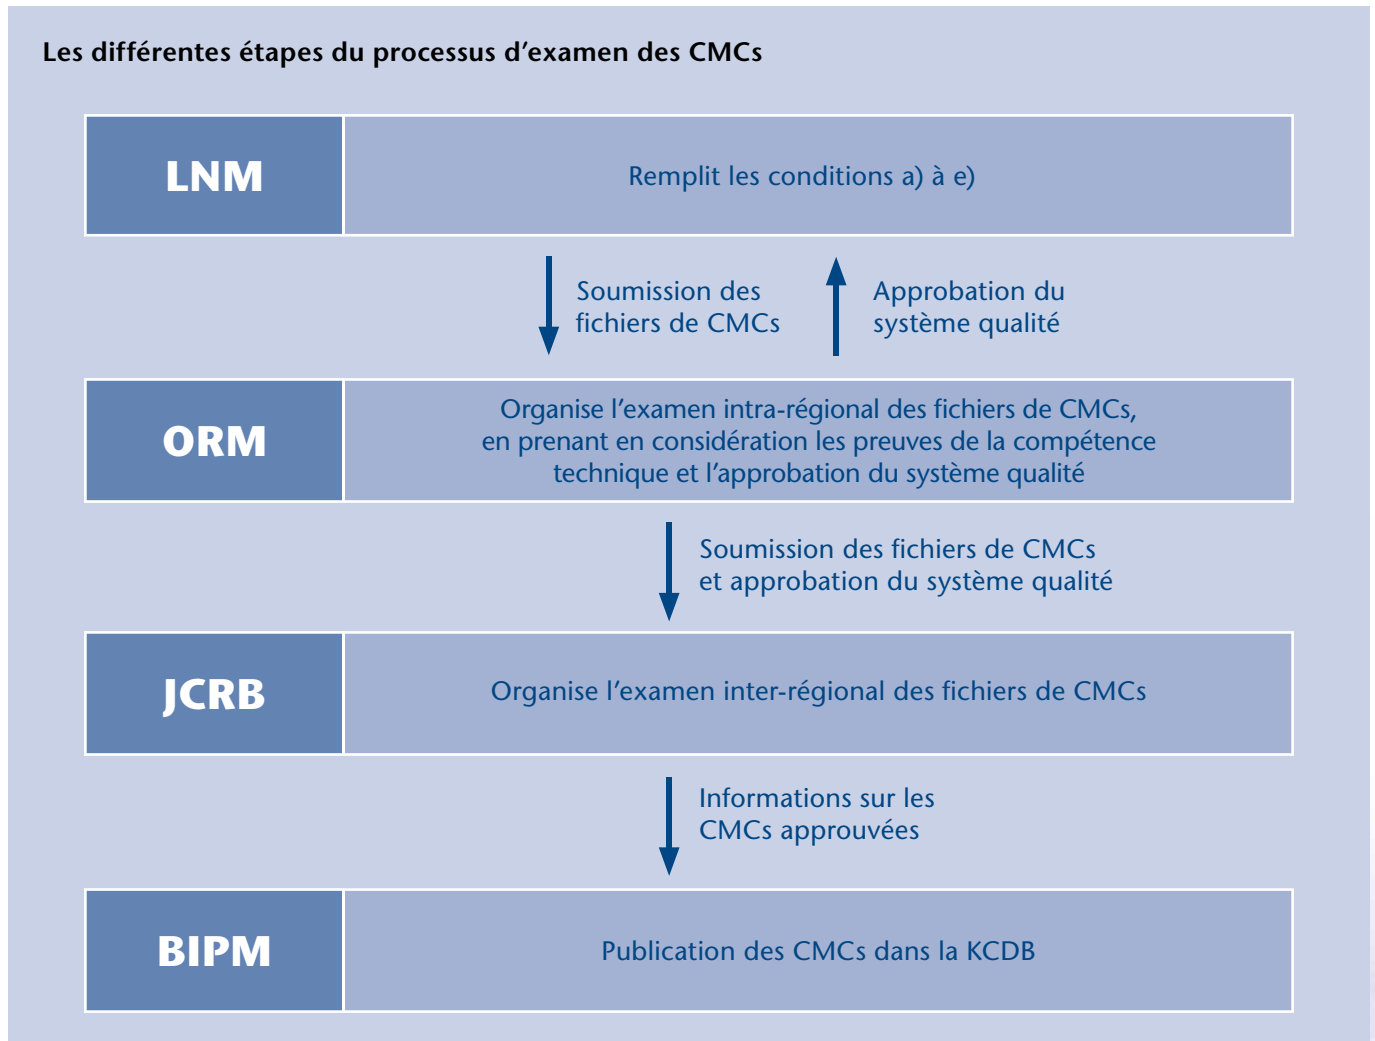 Les différentes étapes du processus d’examen des CMCs
LNM
Remplit les conditions a) à e)
Soumission des
fichiers de CMCs
Approbation du
système qualité
ORM
Organise l’examen intra-régional des fichiers de CMCs,
en prenant en considération les preuves de la compétence
technique et l’approbation du système qualité
Soumission des fichiers de CMCs
et approbation du système qualité
JCRB
Organise l’examen inter-régional des fichiers de CMCs
Informations sur les
CMCs approuvées
BIPM
Publication des CMCs dans la KCDB